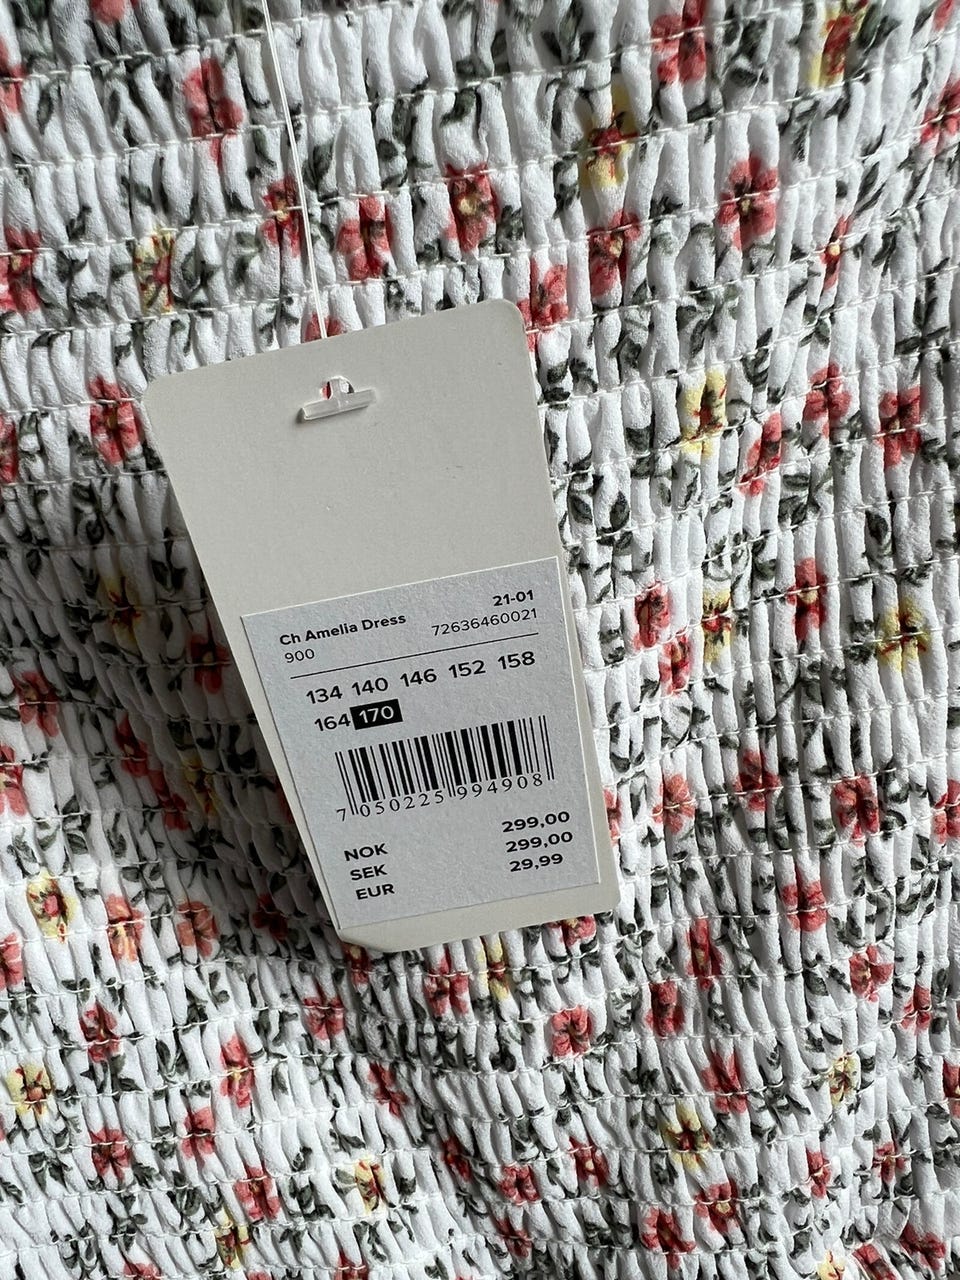 Ch Amelia Dress 21-01
900 72636460021
134 140 146 152 158
164 170
7 050225 994908
NOK 299,00
SEK 299,00
EUR 29,99